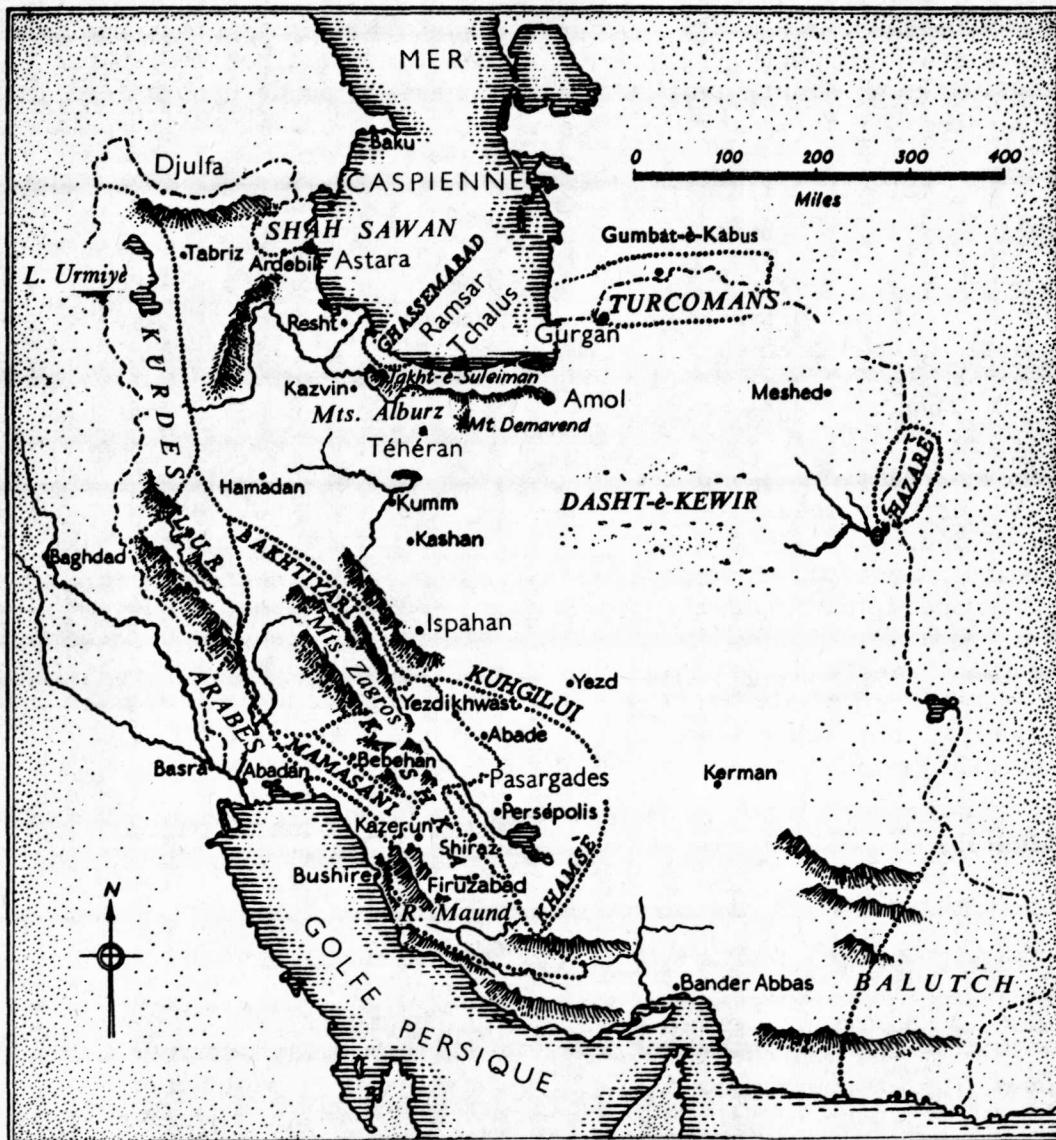 MER
CASPIENNE
Baku
0 100 200 300 400
Miles
Djulfa
SHAH SAWAN
Tabriz
Ardebil
Astara
L. Urmiyè
KURDES
Resht
GHASSEMABAD
Ramsar
Tchalus
Gumbat-è-Kabus
TURCOMANS
Gurgan
Kazvin
Takht-è-Suleiman
Mts. Alburz
Amol
Mt. Demavend
Téhéran
Meshed
HAZARE
Hamadan
Kumm
DASHT-è-KEWIR
Kashan
Baghdad
LUR
BAKHTIYARI
Mts. Zagros
Ispahan
KUHGILUI
Yezd
Yezdikhwast
Abade
ARABES
MAMASANI
KASHKAI
Bebehan
Pasargades
Basra
Abadan
Kerman
Persépolis
Kazerun
Shiraz
Bushire
Firuzabad
KHAMSE
R. Maund
N
GOLFE
PERSIQUE
Bander Abbas
BALUTCH